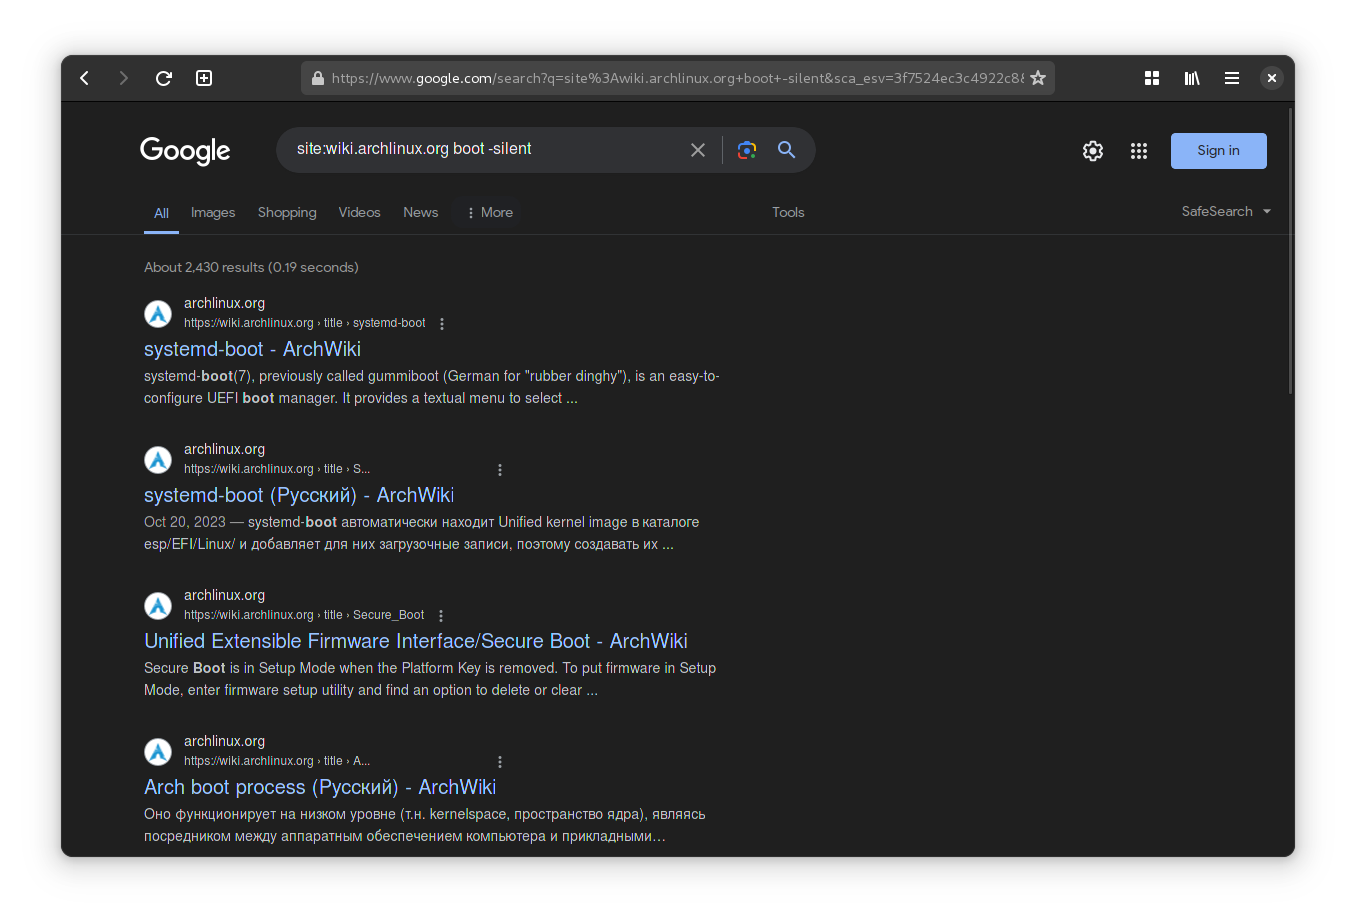 https://www.google.com/search?q=site%3Awiki.archlinux.org+boot+-silent&sca_esv=3f7524ec3c4922c8
Google
site:wiki.archlinux.org boot -silent
Sign in
All Images Shopping Videos News More Tools SafeSearch
About 2,430 results (0.19 seconds)
archlinux.org
https://wiki.archlinux.org › title › systemd-boot
systemd-boot - ArchWiki
systemd-boot(7), previously called gummiboot (German for "rubber dinghy"), is an easy-to-
configure UEFI boot manager. It provides a textual menu to select ...
archlinux.org
https://wiki.archlinux.org › title › S...
systemd-boot (Русский) - ArchWiki
Oct 20, 2023 — systemd-boot автоматически находит Unified kernel image в каталоге
esp/EFI/Linux/ и добавляет для них загрузочные записи, поэтому создавать их ...
archlinux.org
https://wiki.archlinux.org › title › Secure_Boot
Unified Extensible Firmware Interface/Secure Boot - ArchWiki
Secure Boot is in Setup Mode when the Platform Key is removed. To put firmware in Setup
Mode, enter firmware setup utility and find an option to delete or clear ...
archlinux.org
https://wiki.archlinux.org › title › A...
Arch boot process (Русский) - ArchWiki
Оно функционирует на низком уровне (т.н. kernelspace, пространство ядра), являясь
посредником между аппаратным обеспечением компьютера и прикладными...